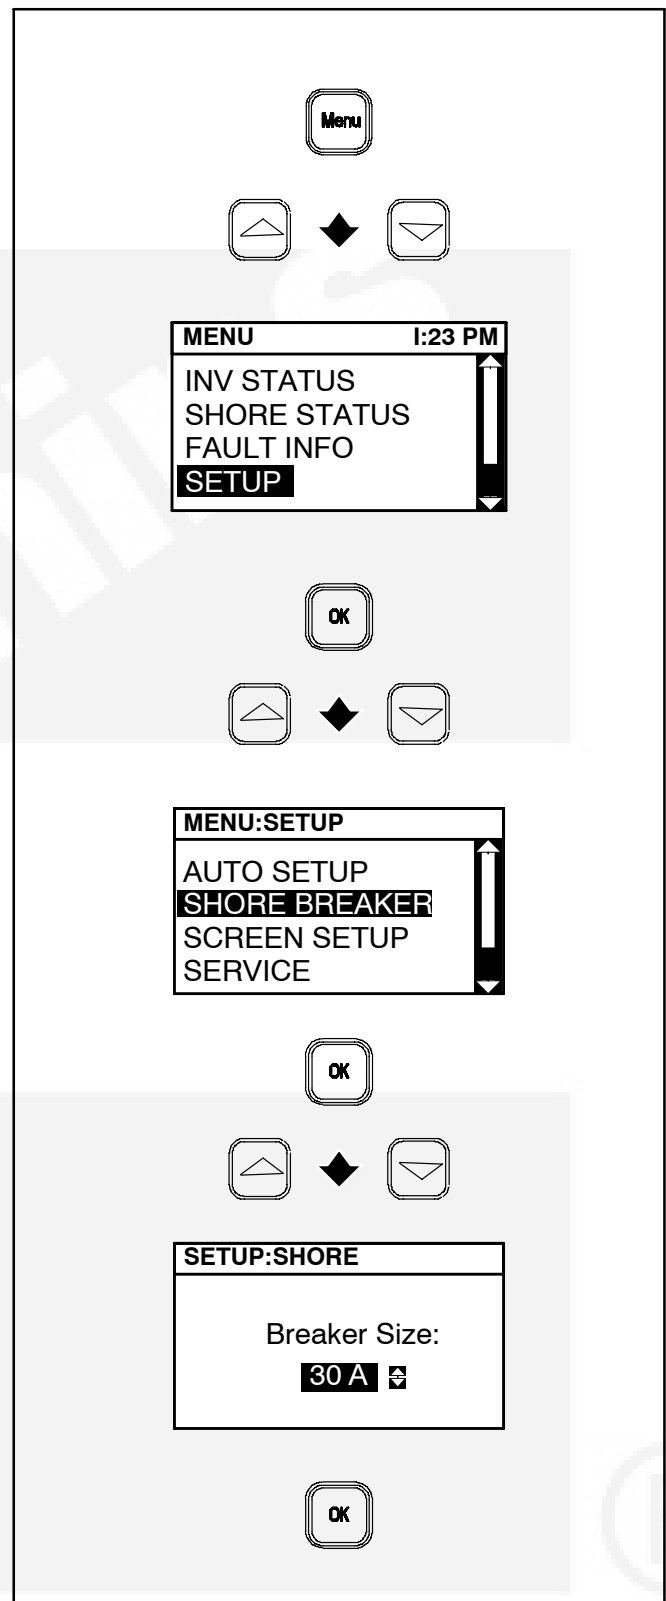 Menu
MENU I:23 PM
INV STATUS
SHORE STATUS
FAULT INFO
SETUP
OK
MENU:SETUP
AUTO SETUP
SHORE BREAKER
SCREEN SETUP
SERVICE
OK
SETUP:SHORE
Breaker Size:
30 A
OK